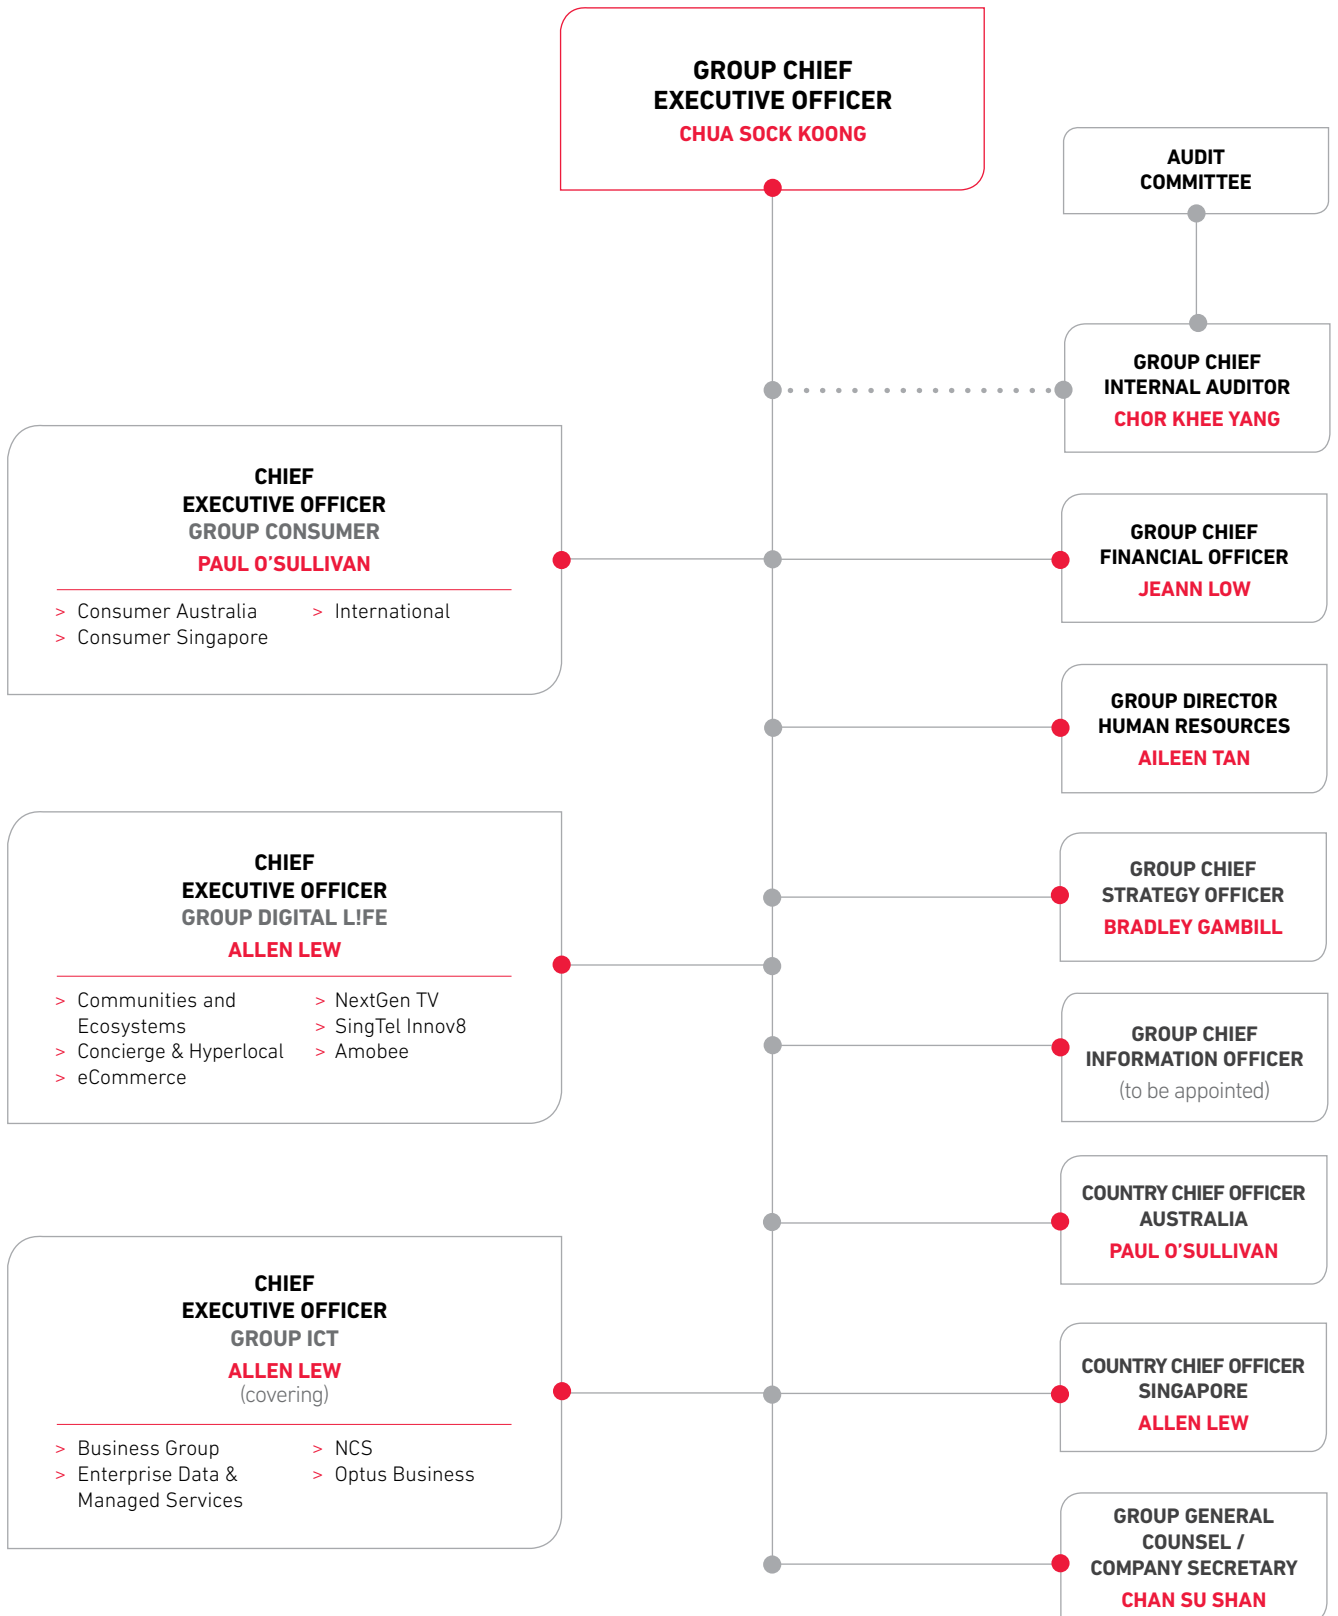 GROUP CHIEF
EXECUTIVE OFFICER
CHUA SOCK KOONG
AUDIT
COMMITTEE
GROUP CHIEF
INTERNAL AUDITOR
CHOR KHEE YANG
CHIEF
EXECUTIVE OFFICER
GROUP CONSUMER
PAUL O'SULLIVAN
> Consumer Australia
> Consumer Singapore
> International
GROUP CHIEF
FINANCIAL OFFICER
JEANN LOW
GROUP DIRECTOR
HUMAN RESOURCES
AILEEN TAN
CHIEF
EXECUTIVE OFFICER
GROUP DIGITAL L!FE
ALLEN LEW
> Communities and
Ecosystems
> Concierge & Hyperlocal
> eCommerce
> NextGen TV
> SingTel Innov8
> Amobee
GROUP CHIEF
STRATEGY OFFICER
BRADLEY GAMBILL
GROUP CHIEF
INFORMATION OFFICER
(to be appointed)
COUNTRY CHIEF OFFICER
AUSTRALIA
PAUL O'SULLIVAN
CHIEF
EXECUTIVE OFFICER
GROUP ICT
ALLEN LEW
(covering)
> Business Group
> Enterprise Data &
Managed Services
> NCS
> Optus Business
COUNTRY CHIEF OFFICER
SINGAPORE
ALLEN LEW
GROUP GENERAL
COUNSEL /
COMPANY SECRETARY
CHAN SU SHAN